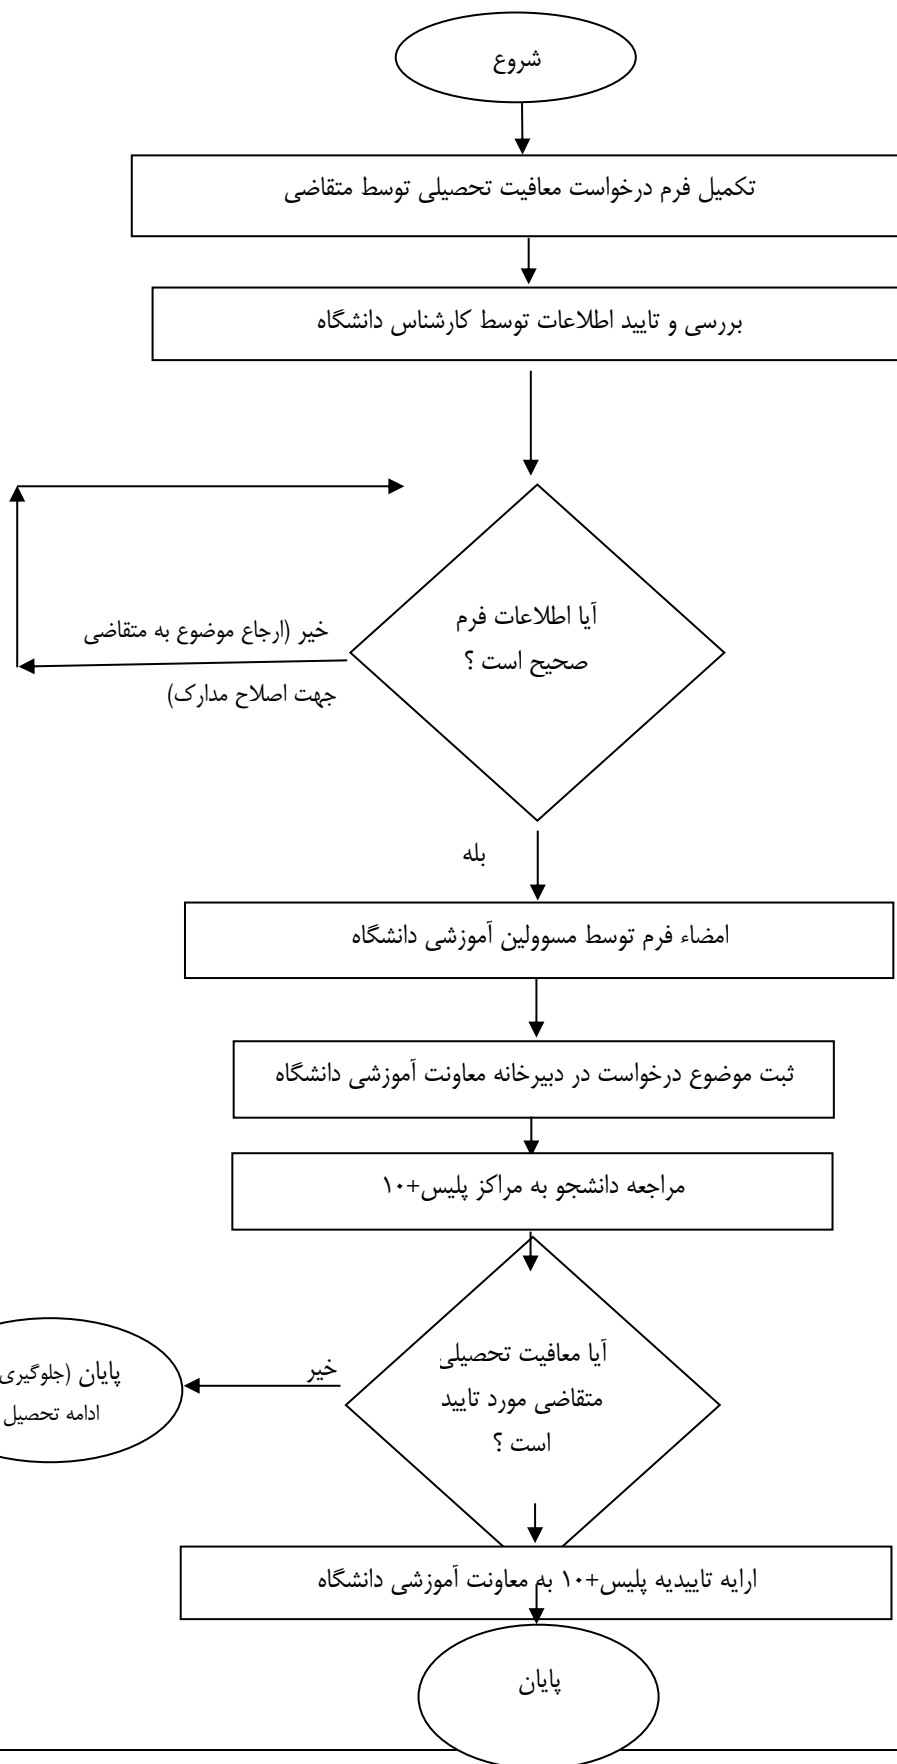 شروع
تکمیل فرم درخواست معافیت تحصیلی توسط متقاضی
بررسی و تایید اطلاعات توسط کارشناس دانشگاه
آیا اطلاعات فرم
صحیح است ؟
خیر (ارجاع موضوع به متقاضی
جهت اصلاح مدارک)
بله
امضاء فرم توسط مسوولین آموزشی دانشگاه
ثبت موضوع درخواست در دبیرخانه معاونت آموزشی دانشگاه
مراجعه دانشجو به مراکز پلیس+۱۰
آیا معافیت تحصیلی
متقاضی مورد تایید
است ؟
خیر
پایان (جلوگیری
ادامه تحصیل
ارایه تاییدیه پلیس+۱۰ به معاونت آموزشی دانشگاه
پایان